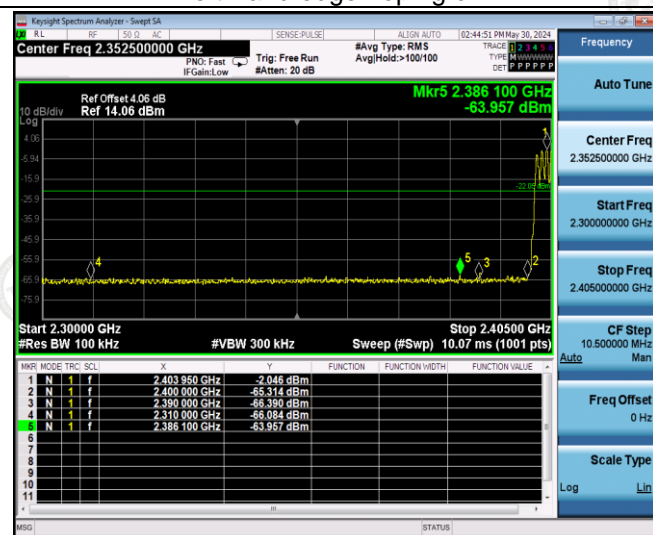 Keysight Spectrum Analyzer - Swept SA
RL RF 50 Ω AC SENSE:PULSE ALIGN AUTO 02:44:51 PM May 30, 2024
Center Freq 2.352500000 GHz #Avg Type: RMS TRACE 1 2 3 4 5 6
PNO: Fast Trig: Free Run Avg|Hold:>100/100 TYPE M WWWWW
IFGain:Low #Atten: 20 dB DET P P P P P P
Frequency
Auto Tune
Center Freq
2.352500000 GHz
Start Freq
2.300000000 GHz
Stop Freq
2.405000000 GHz
CF Step
10.500000 MHz
Auto Man
Freq Offset
0 Hz
Scale Type
Log Lin
Mkr5 2.386 100 GHz
-63.957 dBm
Ref Offset 4.06 dB
10 dB/div Ref 14.06 dBm
Log
4.06
-5.94
-15.9
-25.9
-35.9
-45.9
-55.9
-65.9
-75.9
1
4
5
3
2
Start 2.30000 GHz Stop 2.40500 GHz
#Res BW 100 kHz #VBW 300 kHz Sweep (#Swp) 10.07 ms (1001 pts)
MKR MODE TRC SCL X Y FUNCTION FUNCTION WIDTH FUNCTION VALUE
1 N 1 f 2.403 950 GHz -2.046 dBm
2 N 1 f 2.400 000 GHz -65.314 dBm
3 N 1 f 2.390 000 GHz -66.390 dBm
4 N 1 f 2.310 000 GHz -66.084 dBm
5 N 1 f 2.386 100 GHz -63.957 dBm
6
7
8
9
10
11
MSG STATUS